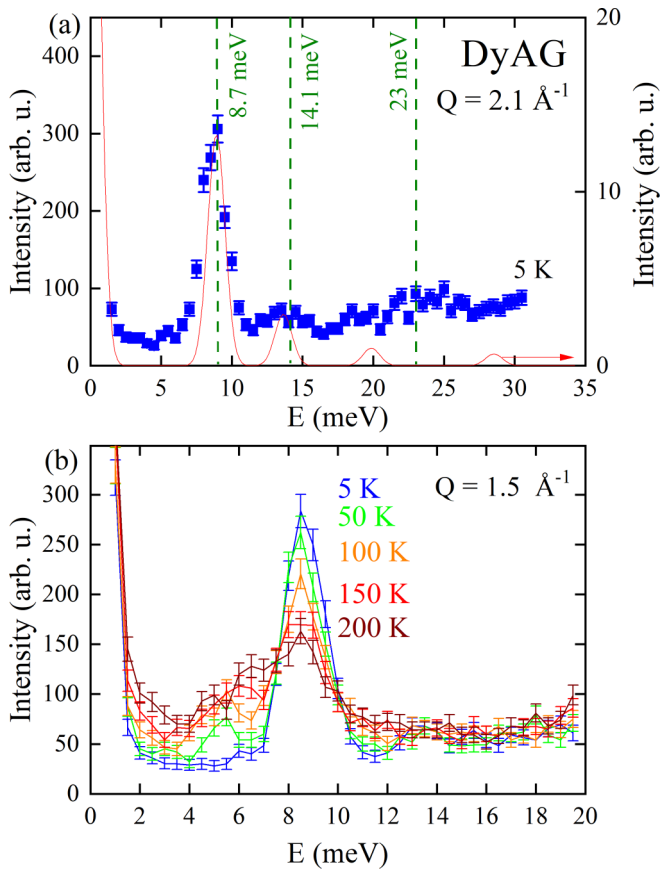 (a)
DyAG
Q = 2.1 Å⁻¹
8.7 meV
14.1 meV
23 meV
5 K
Intensity (arb. u.)
400
300
200
100
0
Intensity (arb. u.)
20
10
0
0 5 10 15 20 25 30 35
E (meV)
(b)
Q = 1.5 Å⁻¹
5 K
50 K
100 K
150 K
200 K
Intensity (arb. u.)
300
250
200
150
100
50
0
0 2 4 6 8 10 12 14 16 18 20
E (meV)